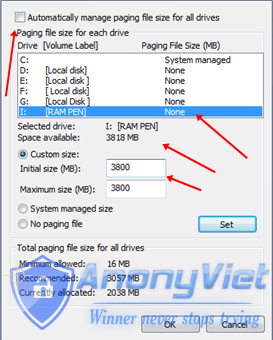 Automatically manage paging file size for all drives
Paging file size for each drive
Drive [Volume Label] Paging File Size (MB)
C: System managed
D: [Local disk] None
E: [Local Disk ] None
F: [ Local disk] None
G: [Local Disk ] None
I: [RAM PEN] None
Selected drive: I: [RAM PEN]
Space available: 3818 MB
Custom size:
Initial size (MB): 3800
Maximum size (MB): 3800
System managed size
No paging file Set
Total paging file size for all drives
Minimum allowed: 16 MB
Recommended: 3057 MB
Currently allocated: 2038 MB
AnonyViet
Winner never stops trying
OK Cancel